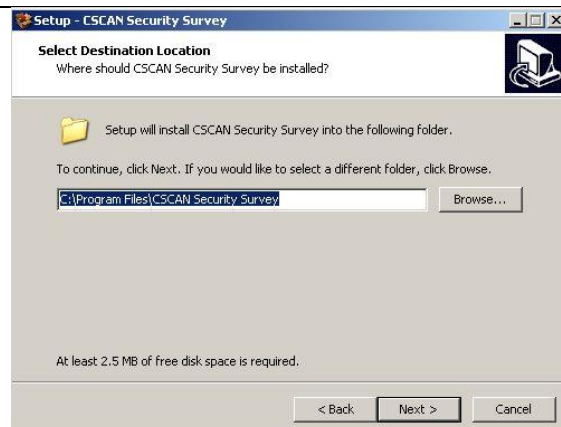 Setup - CSCAN Security Survey
Select Destination Location
Where should CSCAN Security Survey be installed?
Setup will install CSCAN Security Survey into the following folder.
To continue, click Next. If you would like to select a different folder, click Browse.
C:\Program Files\CSCAN Security Survey
Browse...
At least 2.5 MB of free disk space is required.
< Back
Next >
Cancel